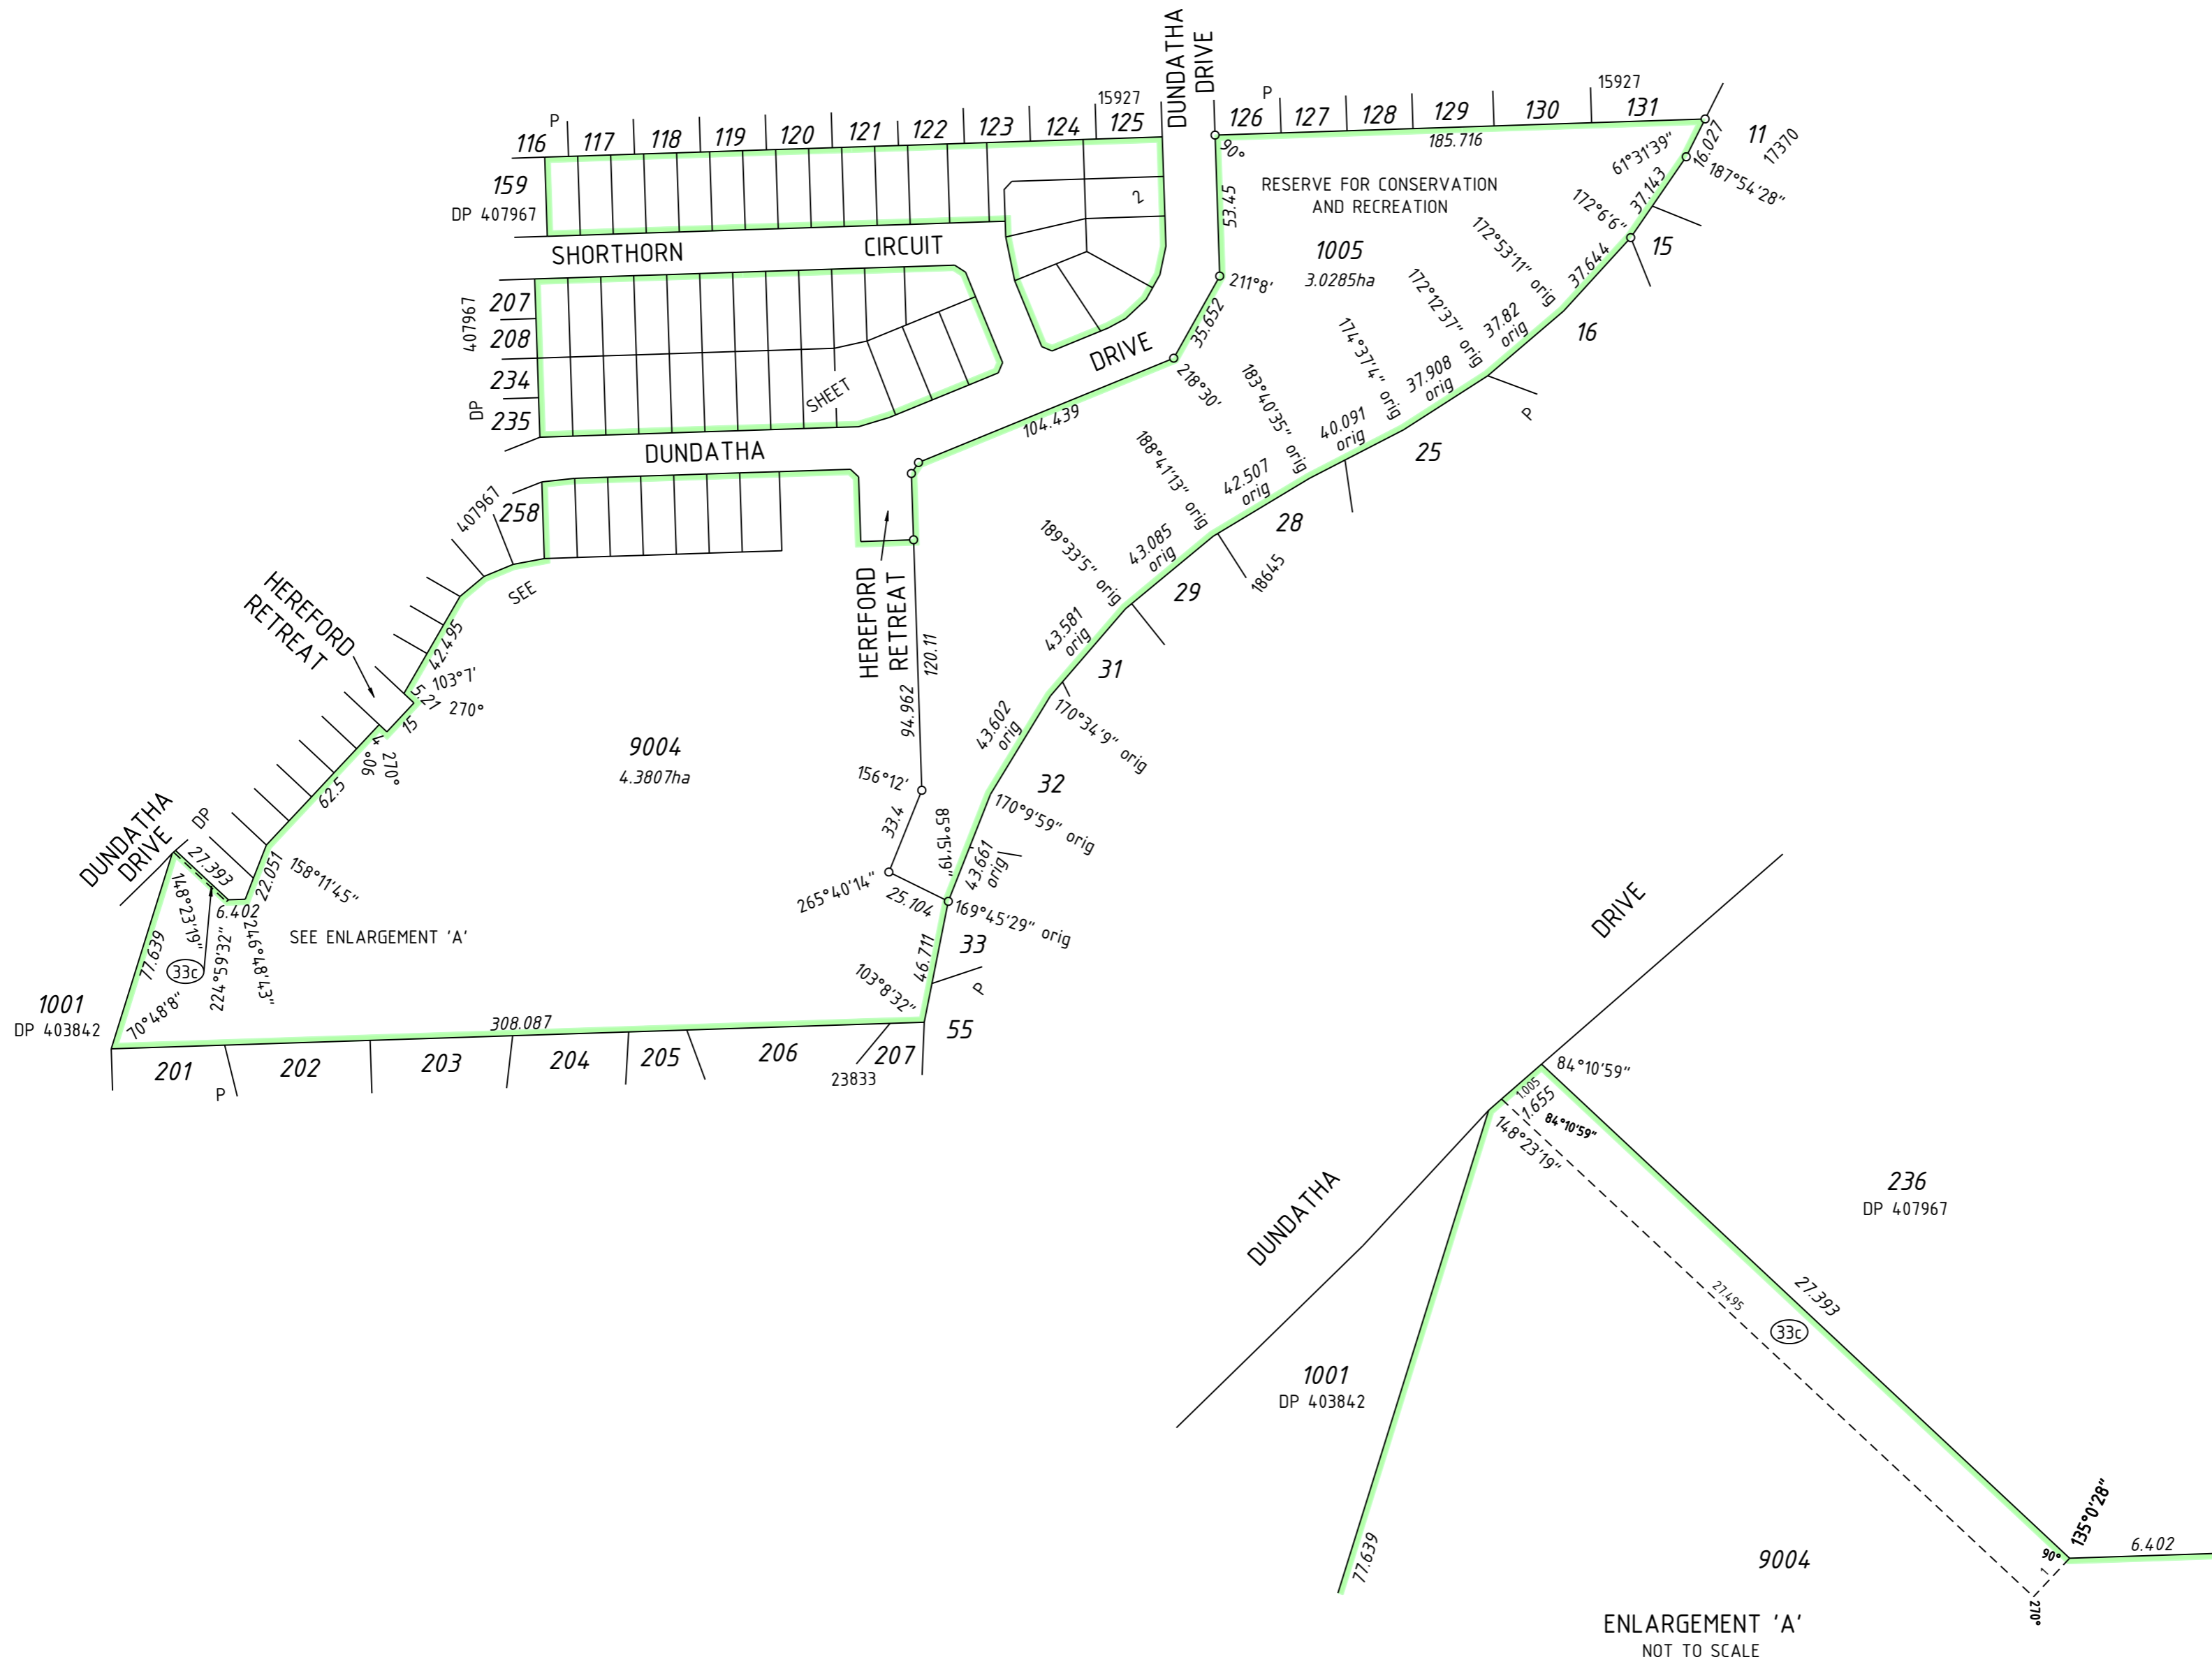 DUNDATHA
DRIVE
15927
P
116 117 118 119 120 121 122 123 124 125
126
P
127 128 129 130 131
15927
11
17370
159
DP 407967
90°
185.716
61°31'39"
16.027
187°54'28"
RESERVE FOR CONSERVATION
AND RECREATION
2
53.45
172°6'6"
37.143
SHORTHORN CIRCUIT
1005
3.0285ha
172°53'11" orig
37.644
15
211°8'
207
208
407967
234
235
DP
SHEET
DRIVE
35.652
172°12'37" orig
37.82
orig
16
174°37'4" orig
37.908
orig
218°30'
104.439
183°40'35" orig
40.091
orig
P
25
DUNDATHA
188°41'13" orig
42.507
orig
28
407967
258
189°33'5" orig
43.085
orig
18645
29
SEE
HEREFORD
RETREAT
HEREFORD
RETREAT
42.495
103°7'
5.21
270°
15
4
90°
270°
120.11
94.962
43.581
orig
31
170°34'9" orig
43.602
orig
9004
4.3807ha
62.5
156°12'
32
170°9'59" orig
33.4
85°15'19"
DUNDATHA
DRIVE
DP
27.393
22.051
158°11'45"
148°23'19"
6.402
224°59'32"
246°48'43"
33c
SEE ENLARGEMENT 'A'
265°40'14"
25.104
43.661
orig
169°45'29" orig
33
46.711
103°8'32"
P
77.639
1001
DP 403842
70°48'8"
308.087
55
201 202 203 204 205 206 207
P
23833
DRIVE
84°10'59"
1.005
1.655
84°10'59"
148°23'19"
DUNDATHA
236
DP 407967
27.495
27.393
33c
1001
DP 403842
77.639
135°0'28"
90°
6.402
1
270°
9004
ENLARGEMENT 'A'
NOT TO SCALE